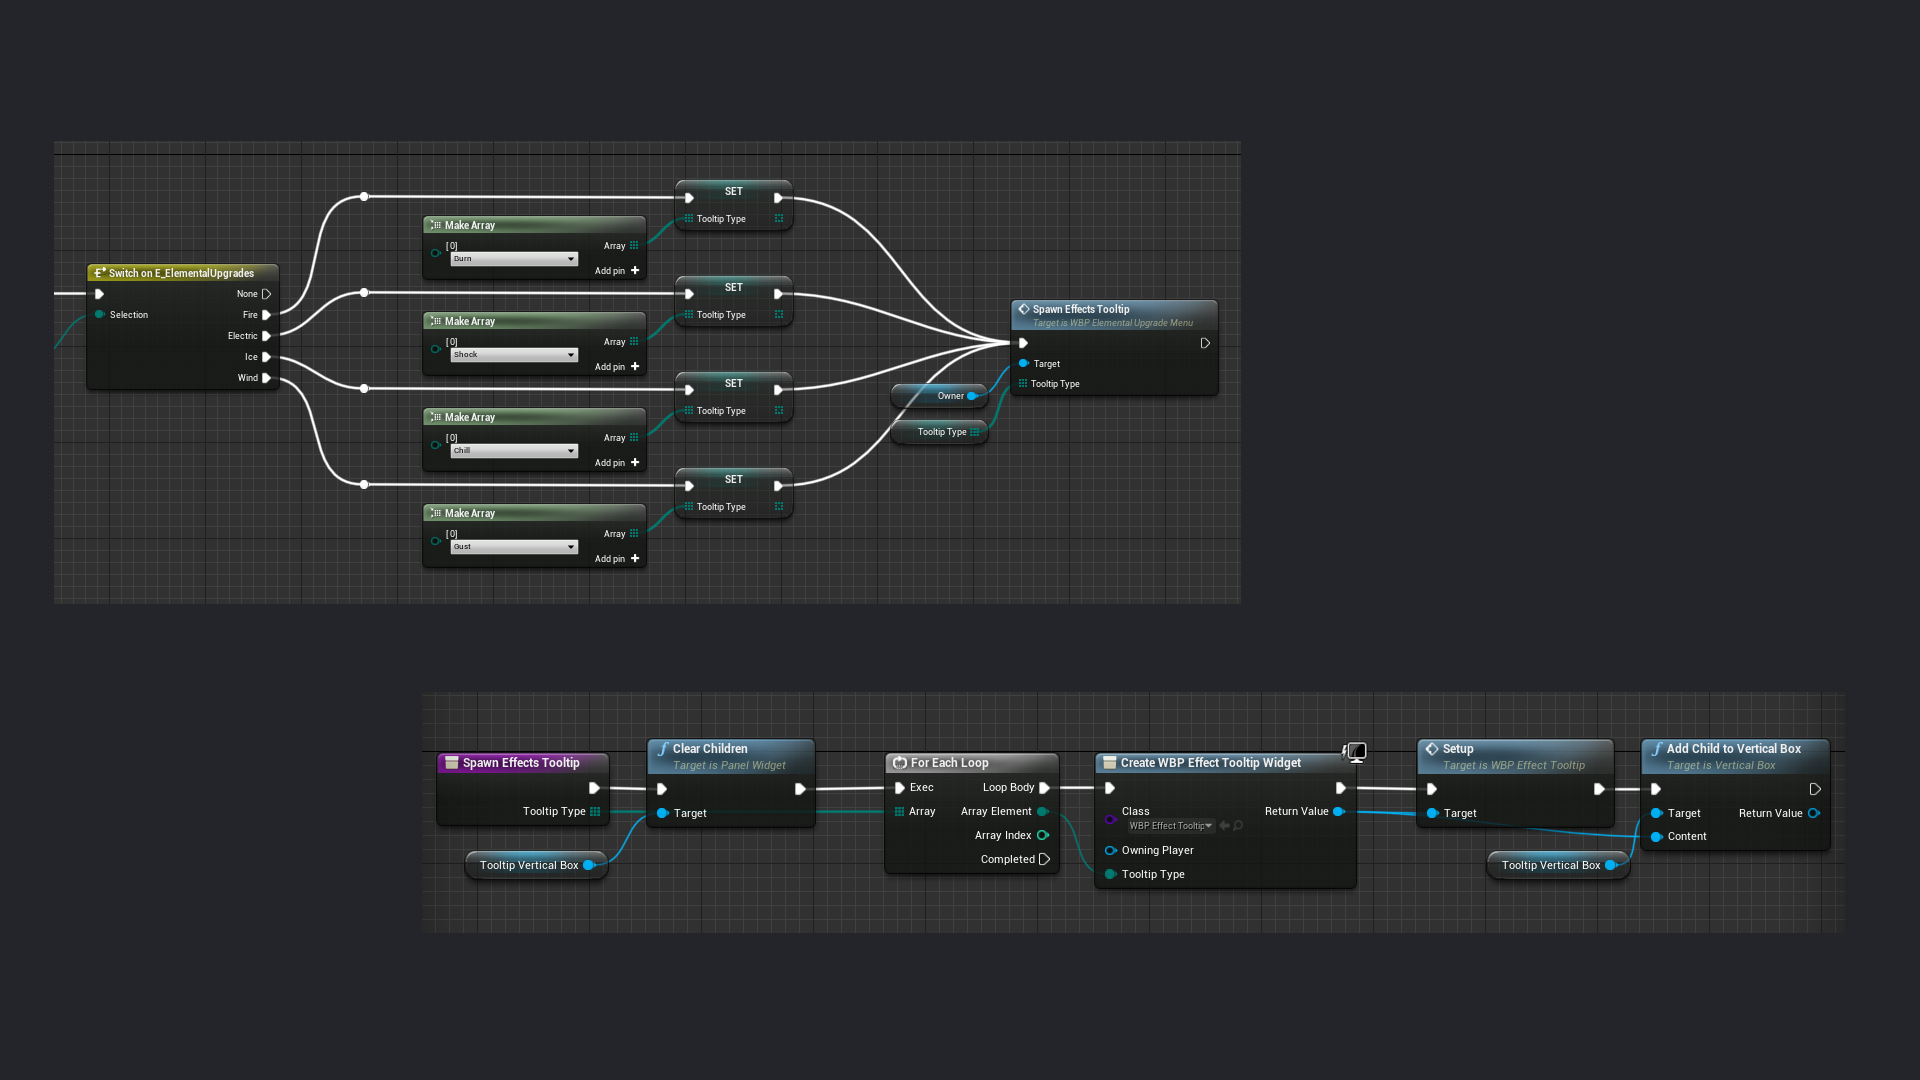 SET
Tooltip Type
Make Array
[0]
Array
Burn
Add pin
Switch on E_ElementalUpgrades
None
Selection
Fire
Electric
Ice
Wind
SET
Tooltip Type
Make Array
[0]
Array
Shock
Add pin
SET
Tooltip Type
Make Array
[0]
Array
Chill
Add pin
SET
Tooltip Type
Make Array
[0]
Array
Gust
Add pin
Spawn Effects Tooltip
Target is WBP Elemental Upgrade Menu
Target
Tooltip Type
Owner
Tooltip Type
Spawn Effects Tooltip
Tooltip Type
Tooltip Vertical Box
Clear Children
Target is Panel Widget
Target
For Each Loop
Exec
Loop Body
Array
Array Element
Array Index
Completed
Create WBP Effect Tooltip Widget
Class
Return Value
WBP Effect Tooltip
Owning Player
Tooltip Type
Setup
Target is WBP Effect Tooltip
Target
Tooltip Vertical Box
Add Child to Vertical Box
Target is Vertical Box
Target
Return Value
Content